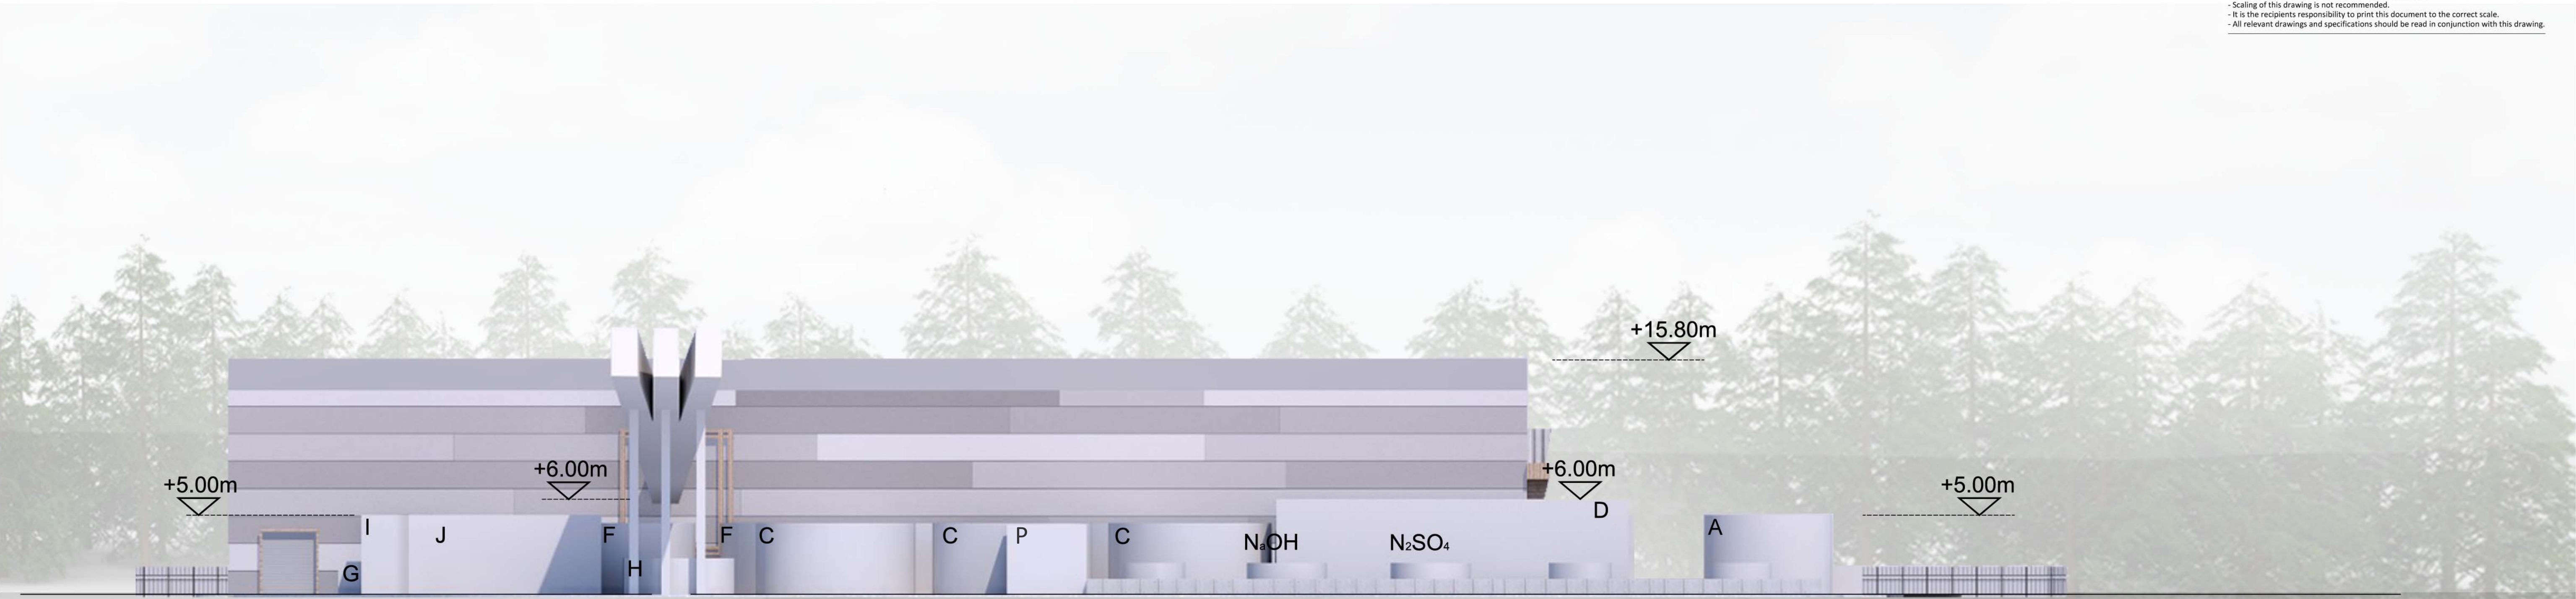 - Scaling of this drawing is not recommended.
- It is the recipients responsibility to print this document to the correct scale.
- All relevant drawings and specifications should be read in conjunction with this drawing.
+15.80m
+5.00m
+6.00m
+6.00m
+5.00m
I
J
G
F
H
F
C
C
P
C
NaOH
N₂SO₄
D
A